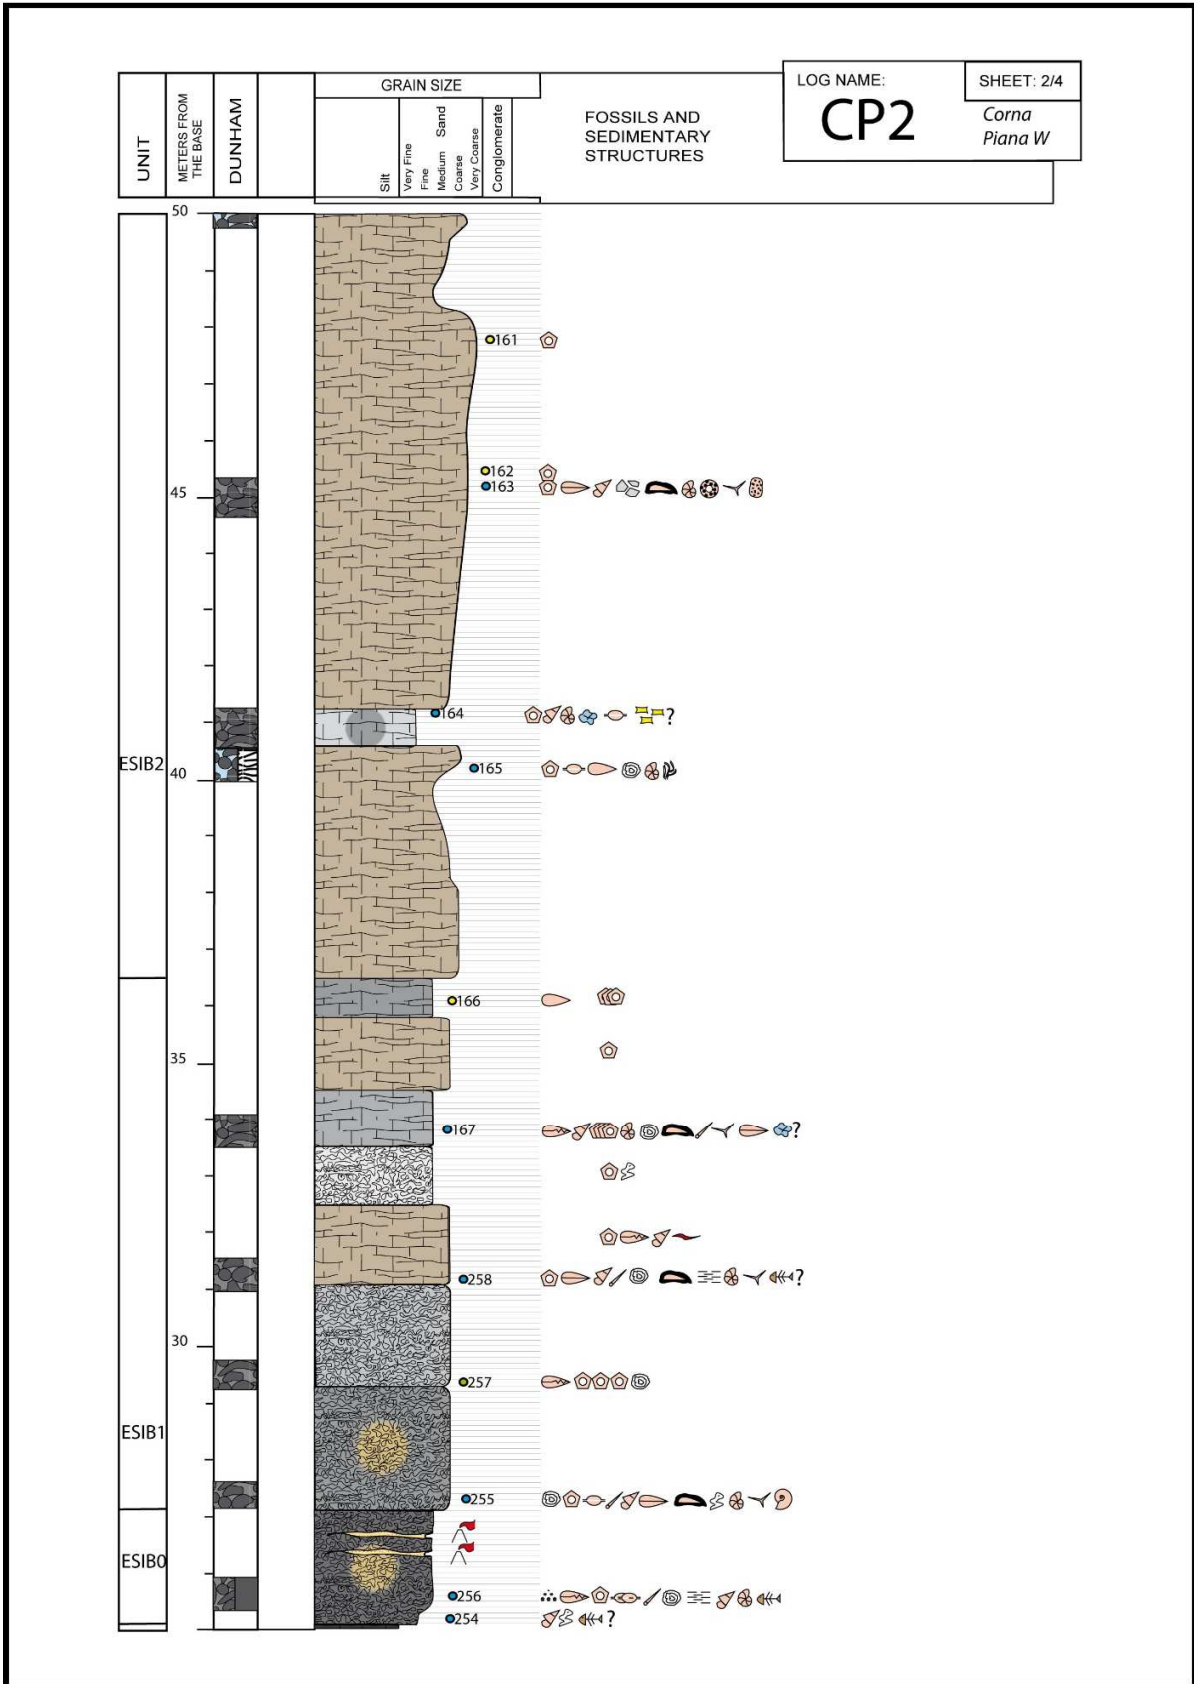 UNIT
METERS FROM
THE BASE
DUNHAM
GRAIN SIZE
Silt
Very Fine
Fine
Medium Sand
Coarse
Very Coarse
Conglomerate
FOSSILS AND
SEDIMENTARY
STRUCTURES
LOG NAME:
CP2
SHEET: 2/4
Corna
Piana W
50
161
162
163
45
164
?
ESIB2
165
40
166
35
167
?
258
?
30
257
ESIB1
255
ESIB0
256
254
?